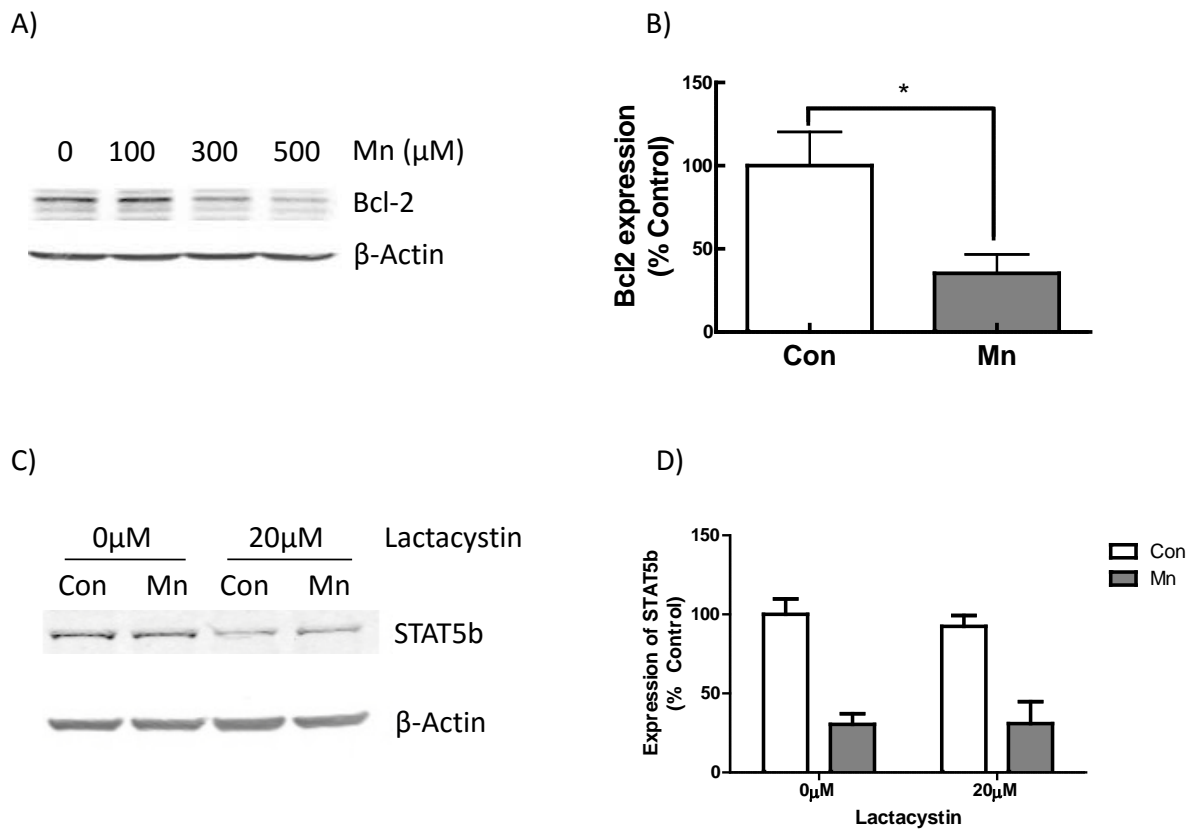 A)
0 100 300 500 Mn (µM)
Bcl-2
β-Actin
B)
Bcl2 expression
(% Control)
150
100
50
0
*
Con Mn
C)
0µM 20µM Lactacystin
Con Mn Con Mn
STAT5b
β-Actin
D)
Expression of STAT5b
(% Control)
150
100
50
0
0µM 20µM
Lactacystin
Con
Mn